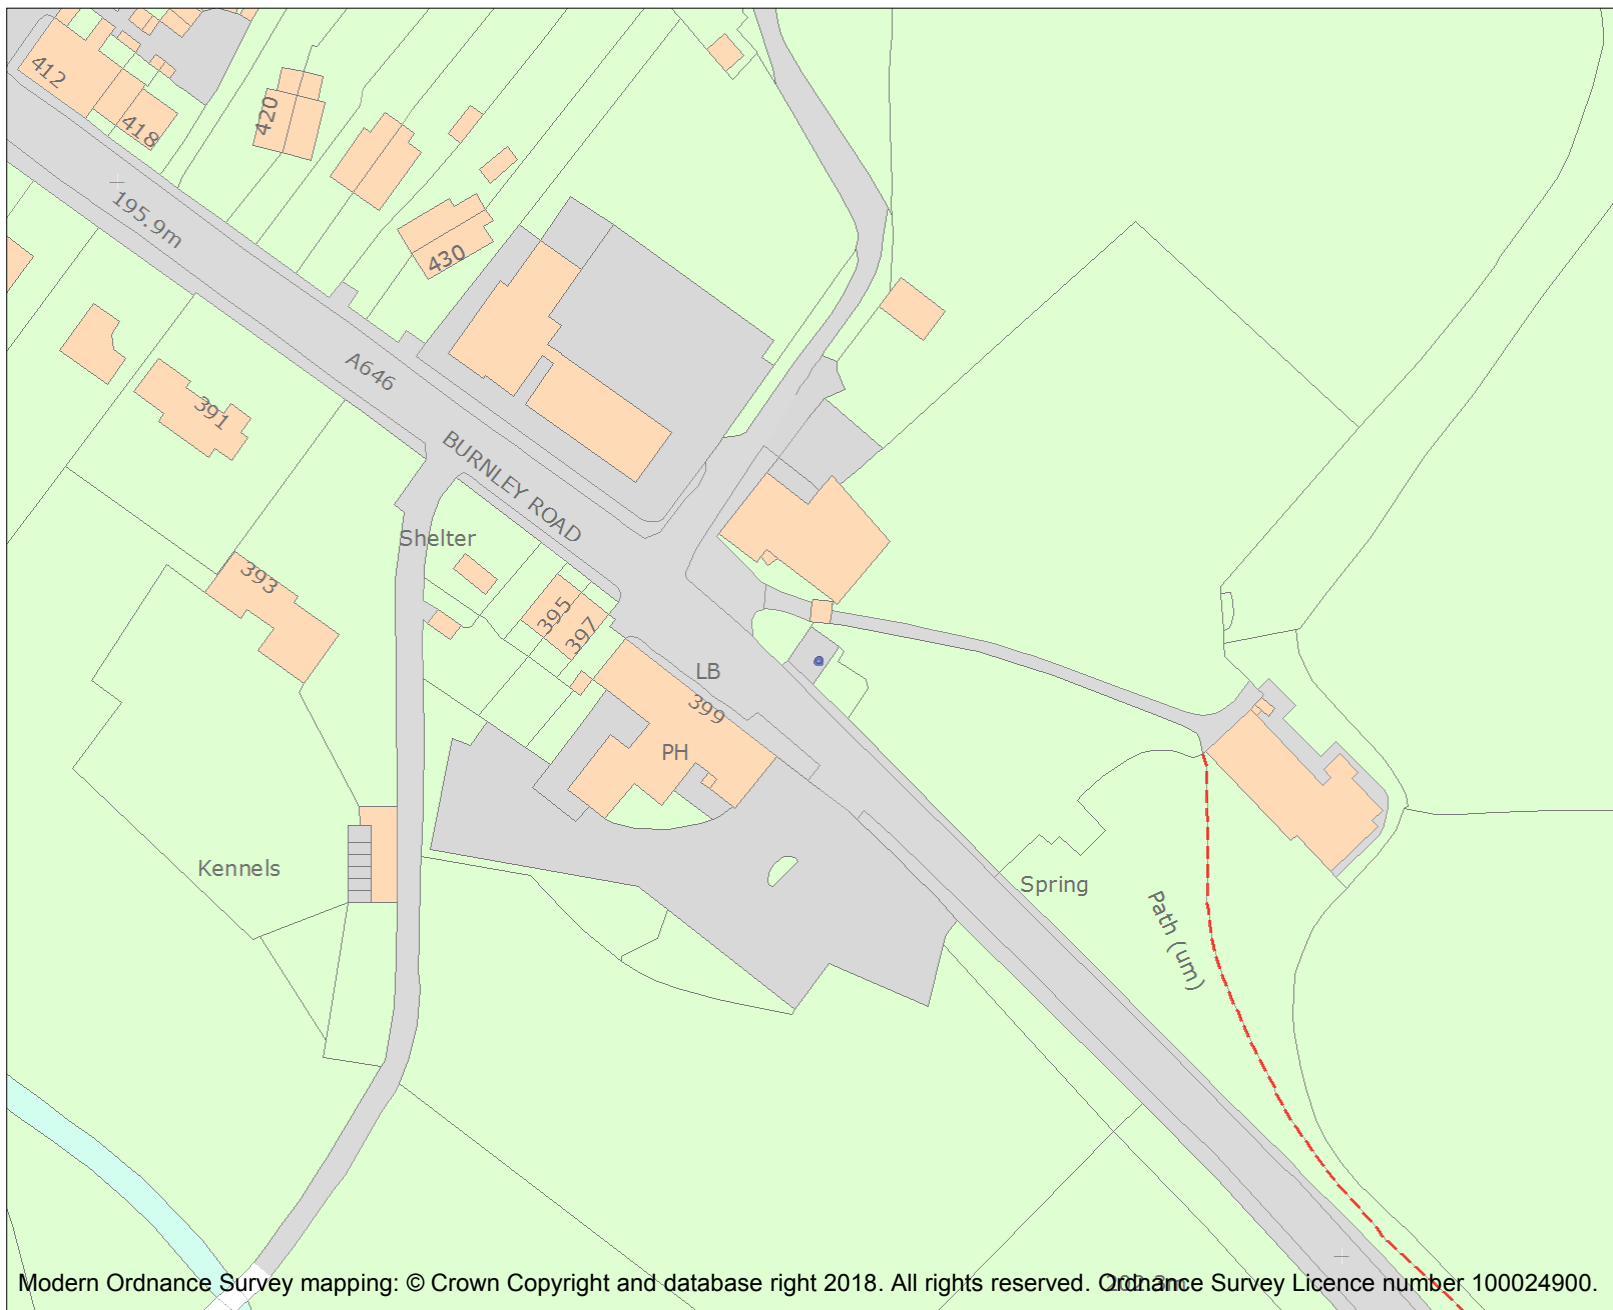 412
418
420
195.9m
430
A646
391
BURNLEY ROAD
Shelter
393
395
397
LB
399
PH
Kennels
Spring
Path (um)
202.3m
Modern Ordnance Survey mapping: © Crown Copyright and database right 2018. All rights reserved. Ordnance Survey Licence number 100024900.